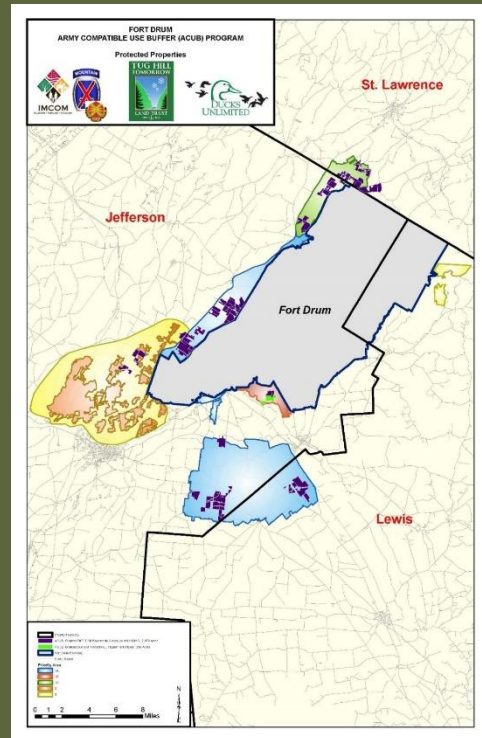 FORT DRUM
ARMY COMPATIBLE USE BUFFER (ACUB) PROGRAM
Protected Properties
IMCOM
MOUNTAIN
TUG HILL
TOMORROW
LAND TRUST
DUCKS
UNLIMITED
St. Lawrence
Jefferson
Fort Drum
Lewis
Priority Area
0 1 2 4 6 8
Miles
N